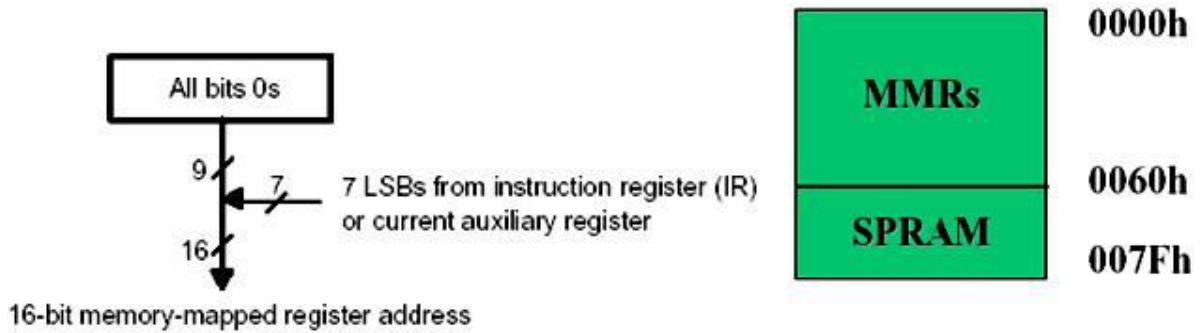 All bits 0s
9
7
7 LSBs from instruction register (IR)
or current auxiliary register
16
16-bit memory-mapped register address
0000h
MMRs
0060h
SPRAM
007Fh